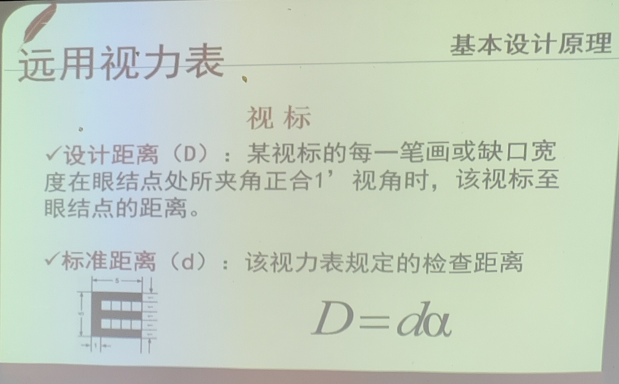 基本设计原理
远用视力表
视标
✓设计距离（D）：某视标的每一笔画或缺口宽
度在眼结点处所夹角正合1’视角时，该视标至
眼结点的距离。
✓标准距离（d）：该视力表规定的检查距离
D=dα